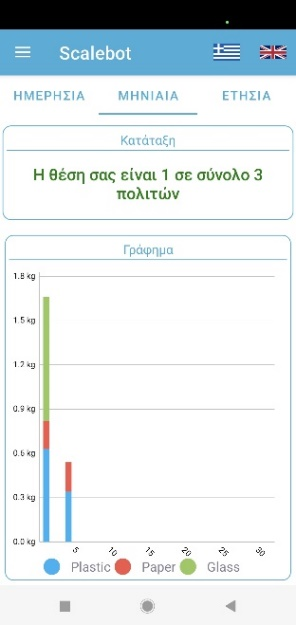 Scalebot
ΗΜΕΡΗΣΙΑ ΜΗΝΙΑΙΑ ΕΤΗΣΙΑ
Κατάταξη
Η θέση σας είναι 1 σε σύνολο 3
πολιτών
Γράφημα
1.8 kg
1.5 kg
1.2 kg
0.9 kg
0.6 kg
0.3 kg
0.0 kg
5 10 15 20 25 30
Plastic Paper Glass